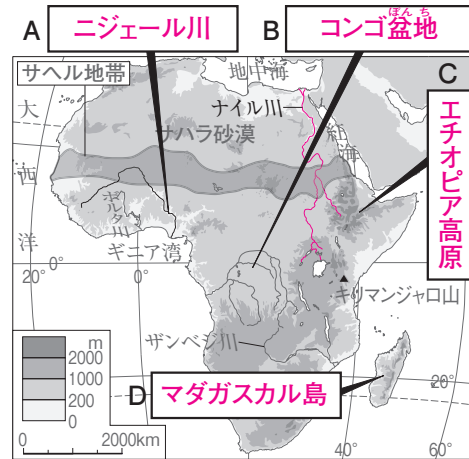 A ニジェール川
B コンゴ盆地
ぼんち
C
エチオピア高原
サヘル地帯
地中海
大西洋
ナイル川
サハラ砂漠
紅海
ボルタ川
ギニア湾
20° 0° 0°
キリマンジャロ山
ザンベジ川
m
2000
1000
200
0
0 2000km
D マダガスカル島
20°
40° 60°